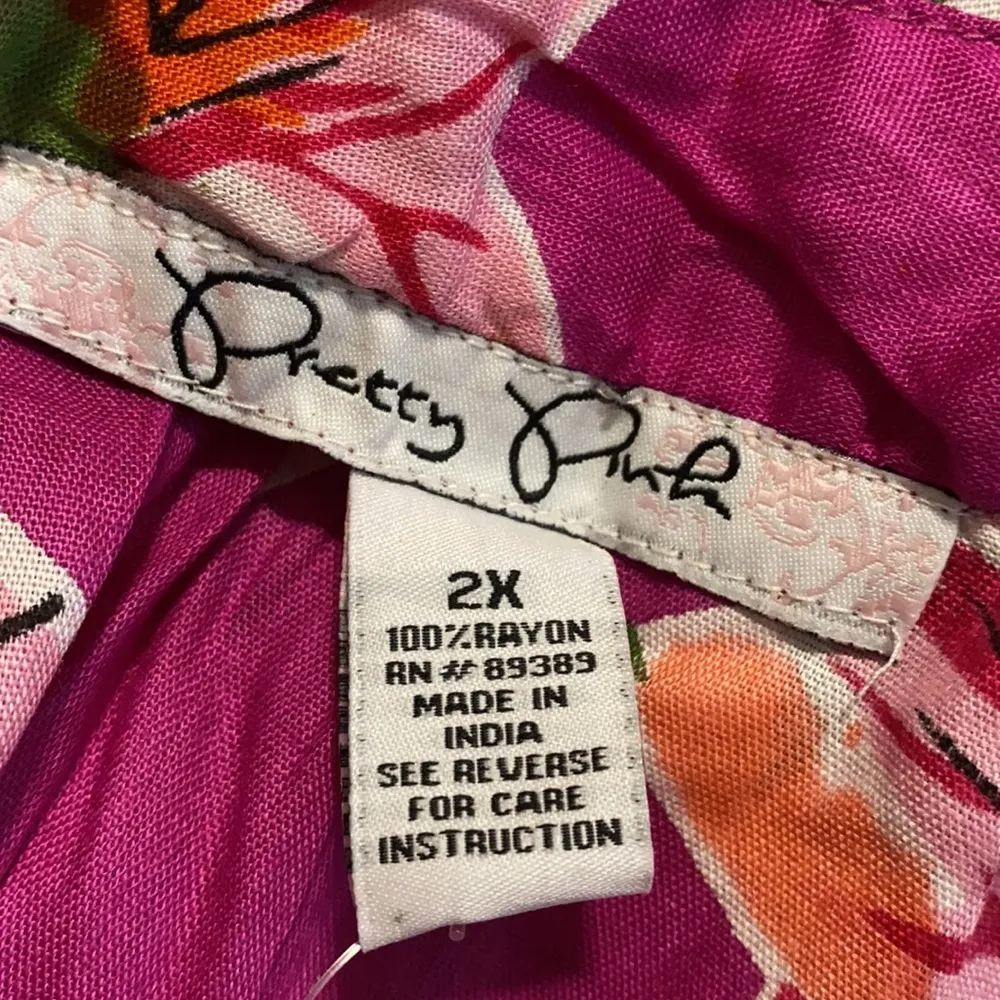 Pretty Pink
2X
100%RAYON
RN # 89389
MADE IN
INDIA
SEE REVERSE
FOR CARE
INSTRUCTION